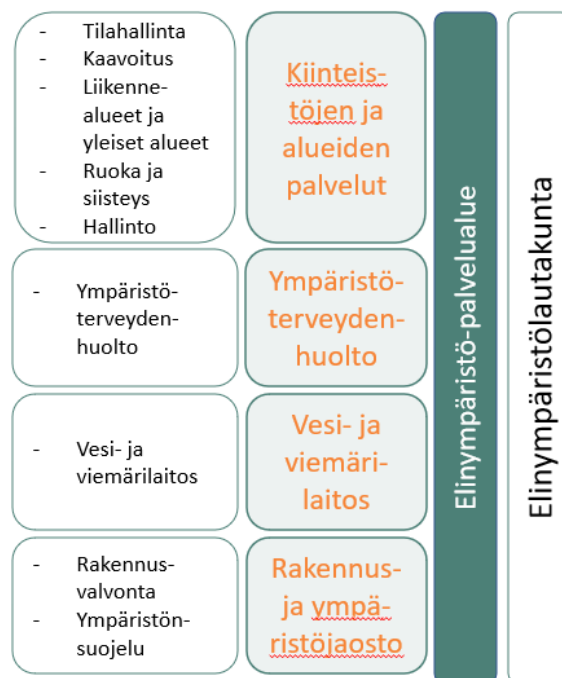 - Tilahallinta
- Kaavoitus
- Liikenne-
alueet ja
yleiset alueet
- Ruoka ja
siisteys
- Hallinto
Kiinteis-
töjen ja
alueiden
palvelut
- Ympäristö-
terveyden-
huolto
Ympäristö-
terveyden-
huolto
- Vesi- ja
viemärilaitos
Vesi- ja
viemäri-
laitos
- Rakennus-
valvonta
- Ympäristön-
suojelu
Rakennus-
ja ympä-
ristöjaosto
Elinympäristö-palvelualue
Elinympäristölautakunta